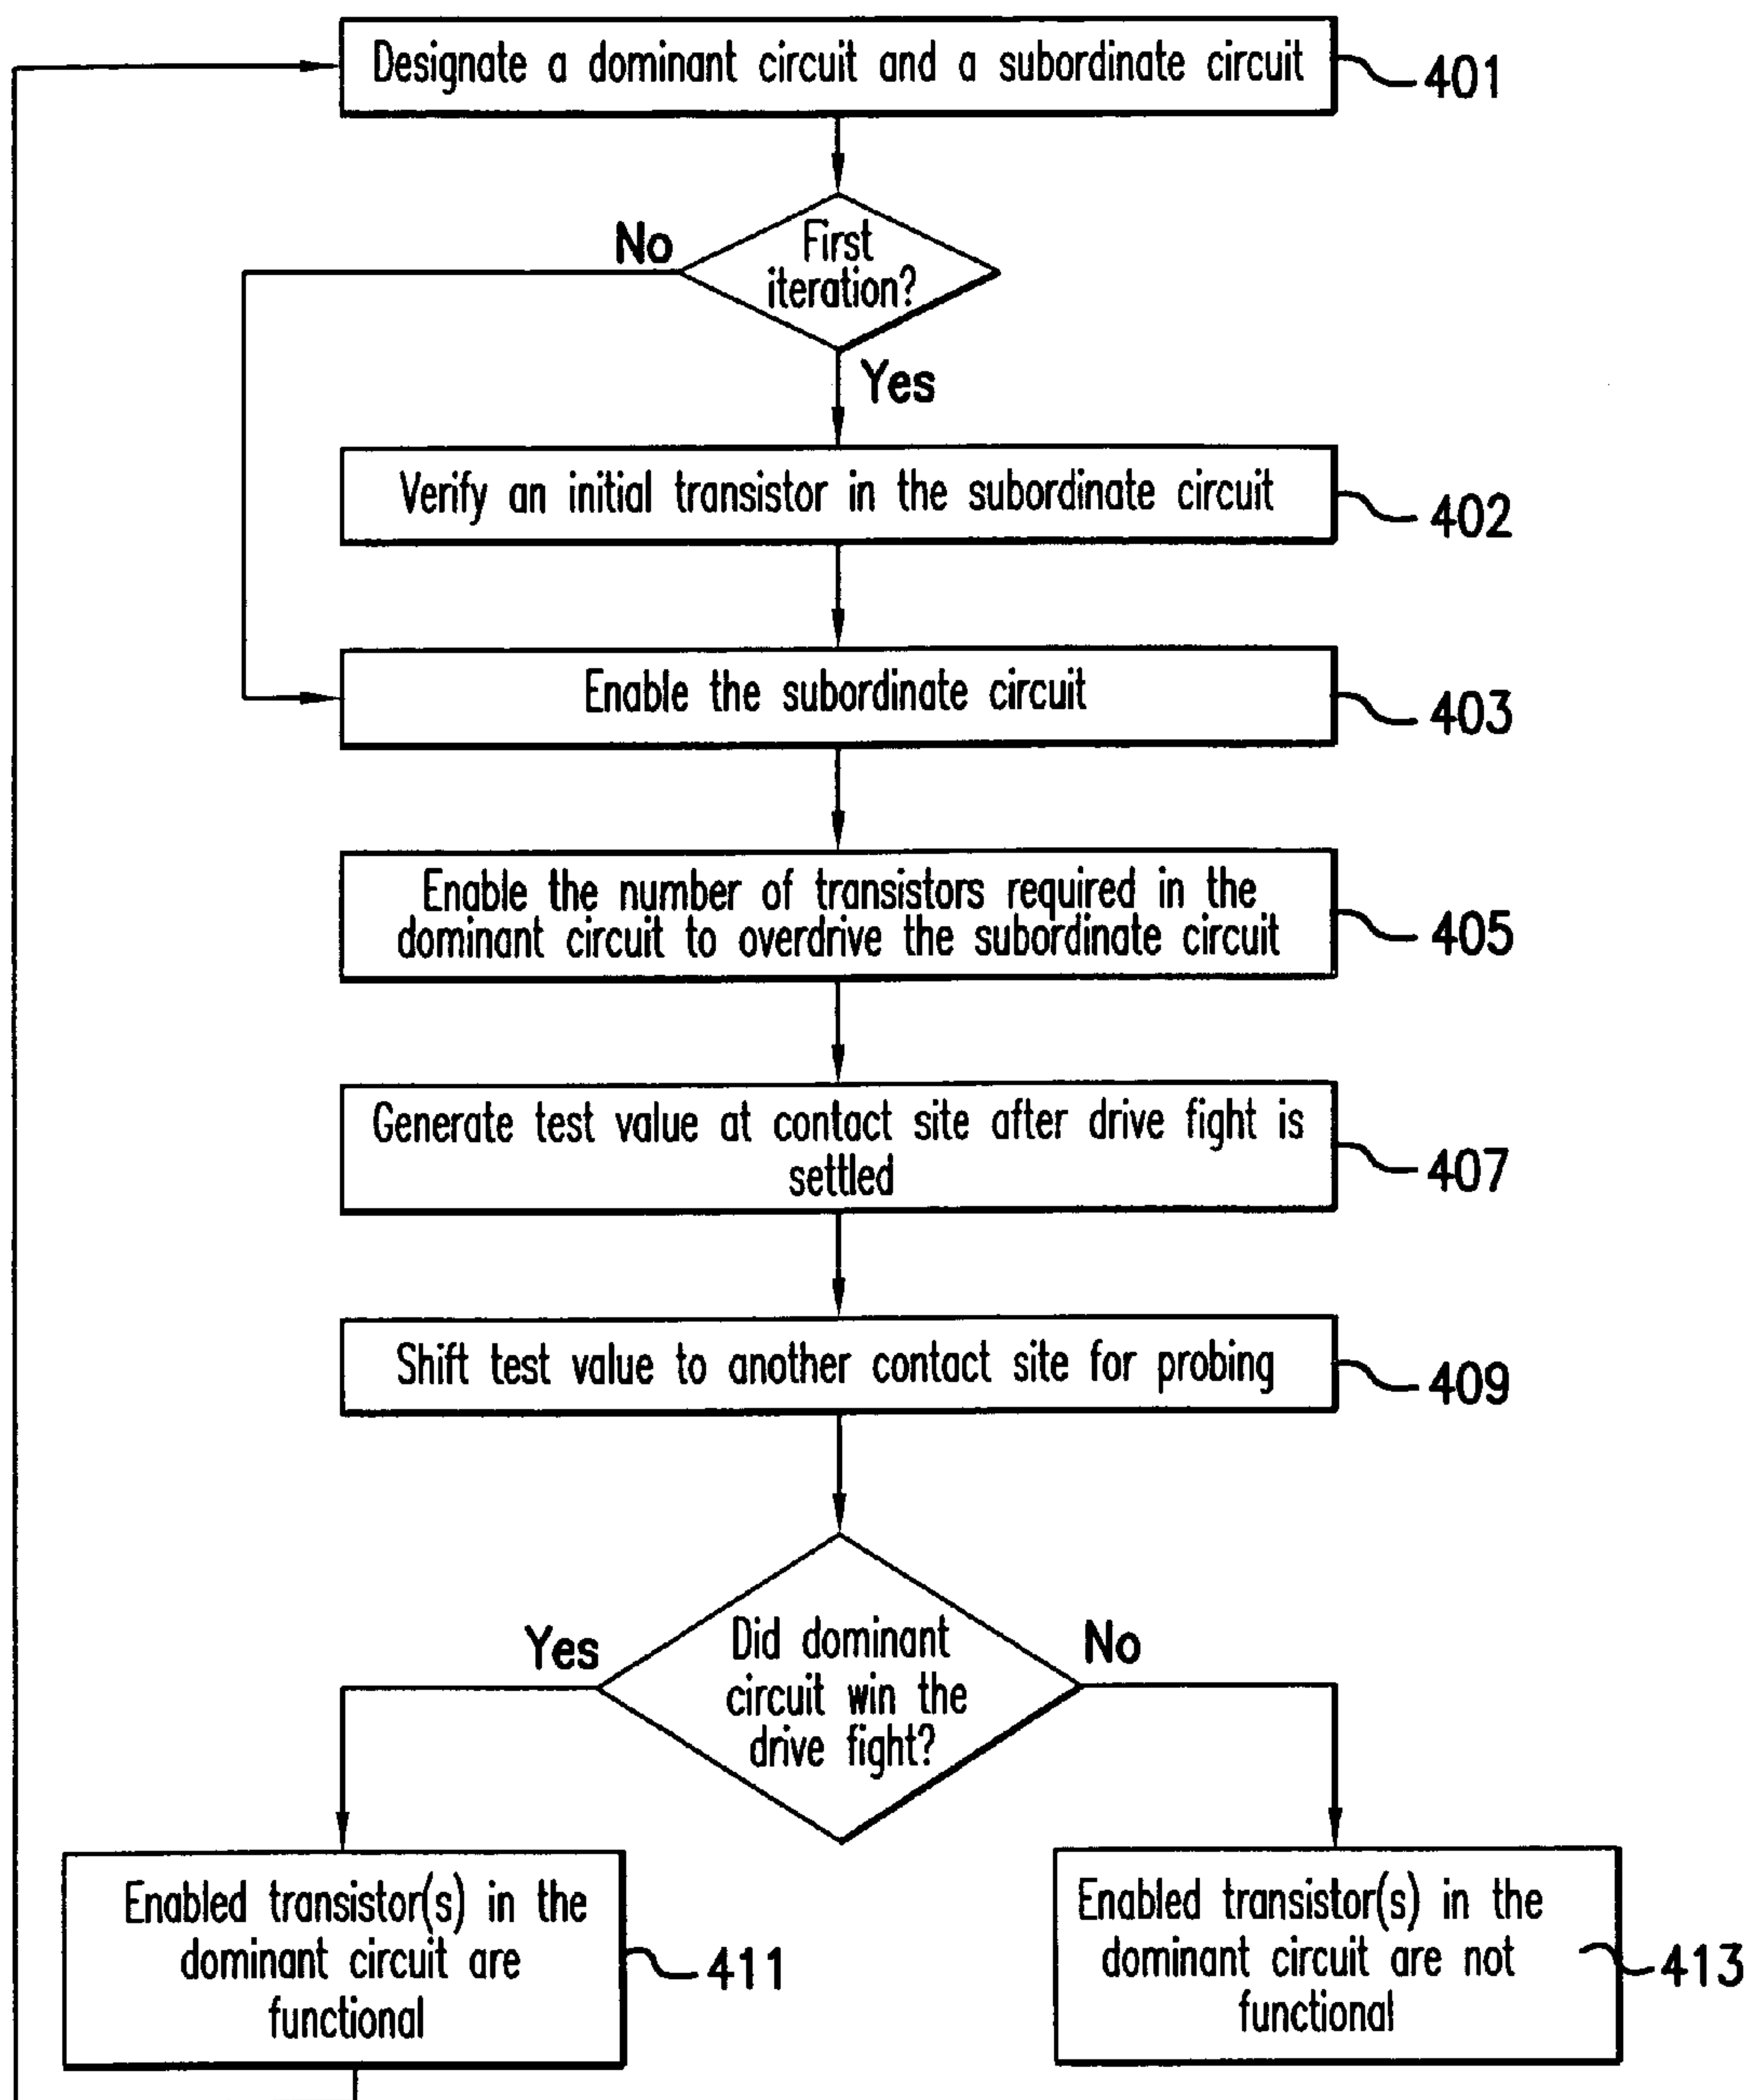 Designate a dominant circuit and a subordinate circuit
401
First
iteration?
No
Yes
Verify an initial transistor in the subordinate circuit
402
Enable the subordinate circuit
403
Enable the number of transistors required in the
dominant circuit to overdrive the subordinate circuit
405
Generate test value at contact site after drive fight is
settled
407
Shift test value to another contact site for probing
409
Did dominant
circuit win the
drive fight?
Yes
No
Enabled transistor(s) in the
dominant circuit are
functional
411
Enabled transistor(s) in the
dominant circuit are not
functional
413